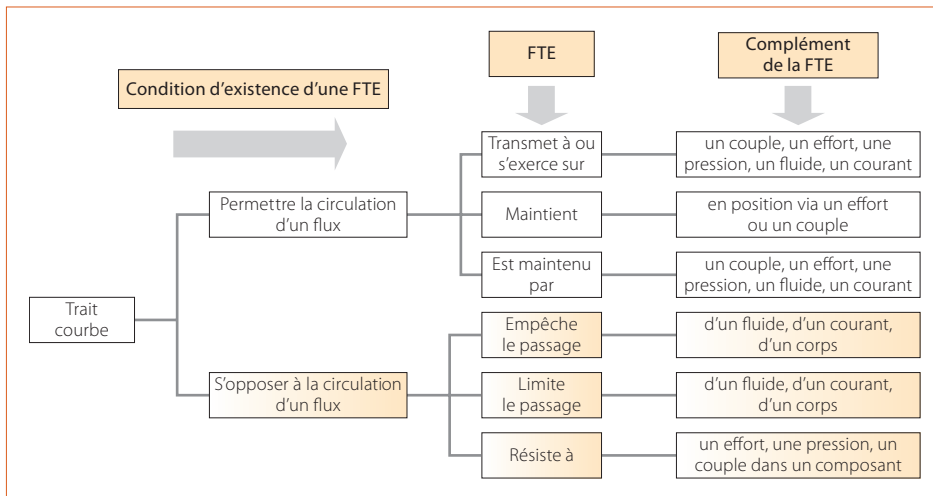 FTE
Complément
de la FTE
Condition d’existence d’une FTE
Transmet à ou
s’exerce sur
un couple, un effort, une
pression, un fluide, un courant
Permettre la circulation
d’un flux
Maintient
en position via un effort
ou un couple
Est maintenu
par
un couple, un effort, une
pression, un fluide, un courant
Trait
courbe
Empêche
le passage
d’un fluide, d’un courant,
d’un corps
S’opposer à la circulation
d’un flux
Limite
le passage
d’un fluide, d’un courant,
d’un corps
Résiste à
un effort, une pression, un
couple dans un composant